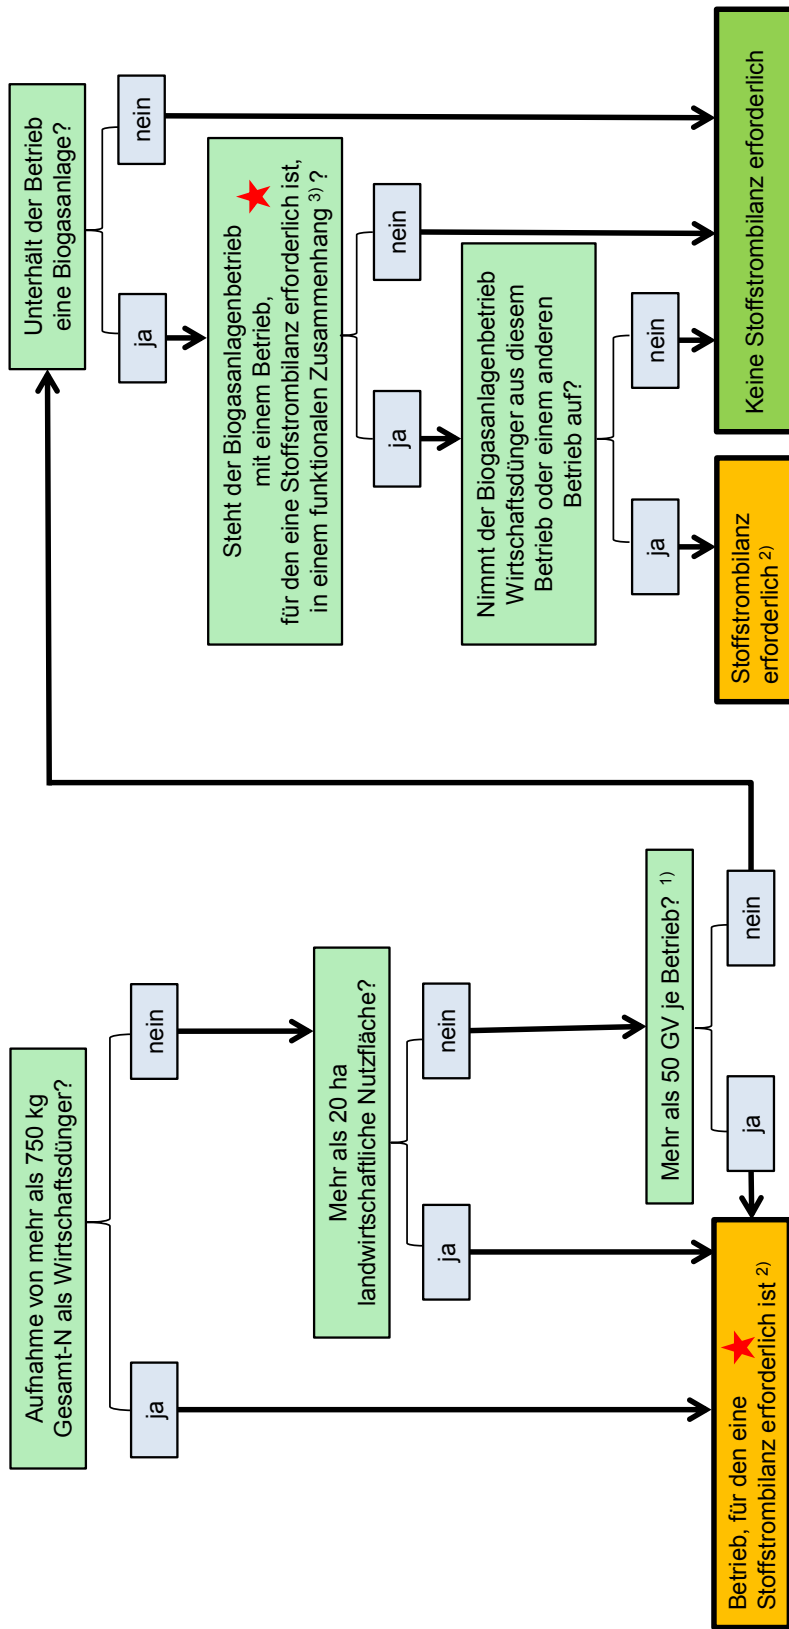 Aufnahme von mehr als 750 kg
Gesamt-N als Wirtschaftsdünger?
ja
nein
Mehr als 20 ha
landwirtschaftliche Nutzfläche?
ja
nein
Mehr als 50 GV je Betrieb? 1)
ja
nein
Betrieb, für den eine
Stoffstrombilanz erforderlich ist 2)
Unterhält der Betrieb
eine Biogasanlage?
ja
nein
Steht der Biogasanlagenbetrieb
mit einem Betrieb,
für den eine Stoffstrombilanz erforderlich ist,
in einem funktionalen Zusammenhang 3) ?
ja
nein
Nimmt der Biogasanlagenbetrieb
Wirtschaftsdünger aus diesem
Betrieb oder einem anderen
Betrieb auf?
ja
nein
Stoffstrombilanz
erforderlich 2)
Keine Stoffstrombilanz erforderlich